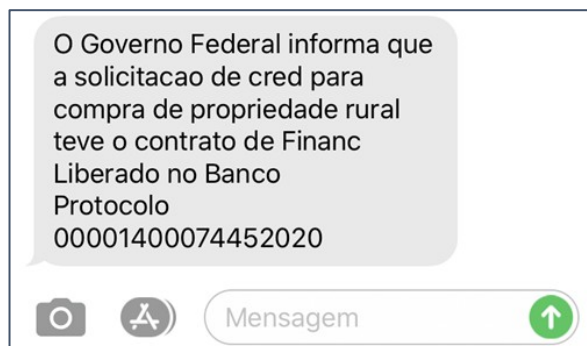 O Governo Federal informa que
a solicitacao de cred para
compra de propriedade rural
teve o contrato de Financ
Liberado no Banco
Protocolo
00001400074452020
Mensagem